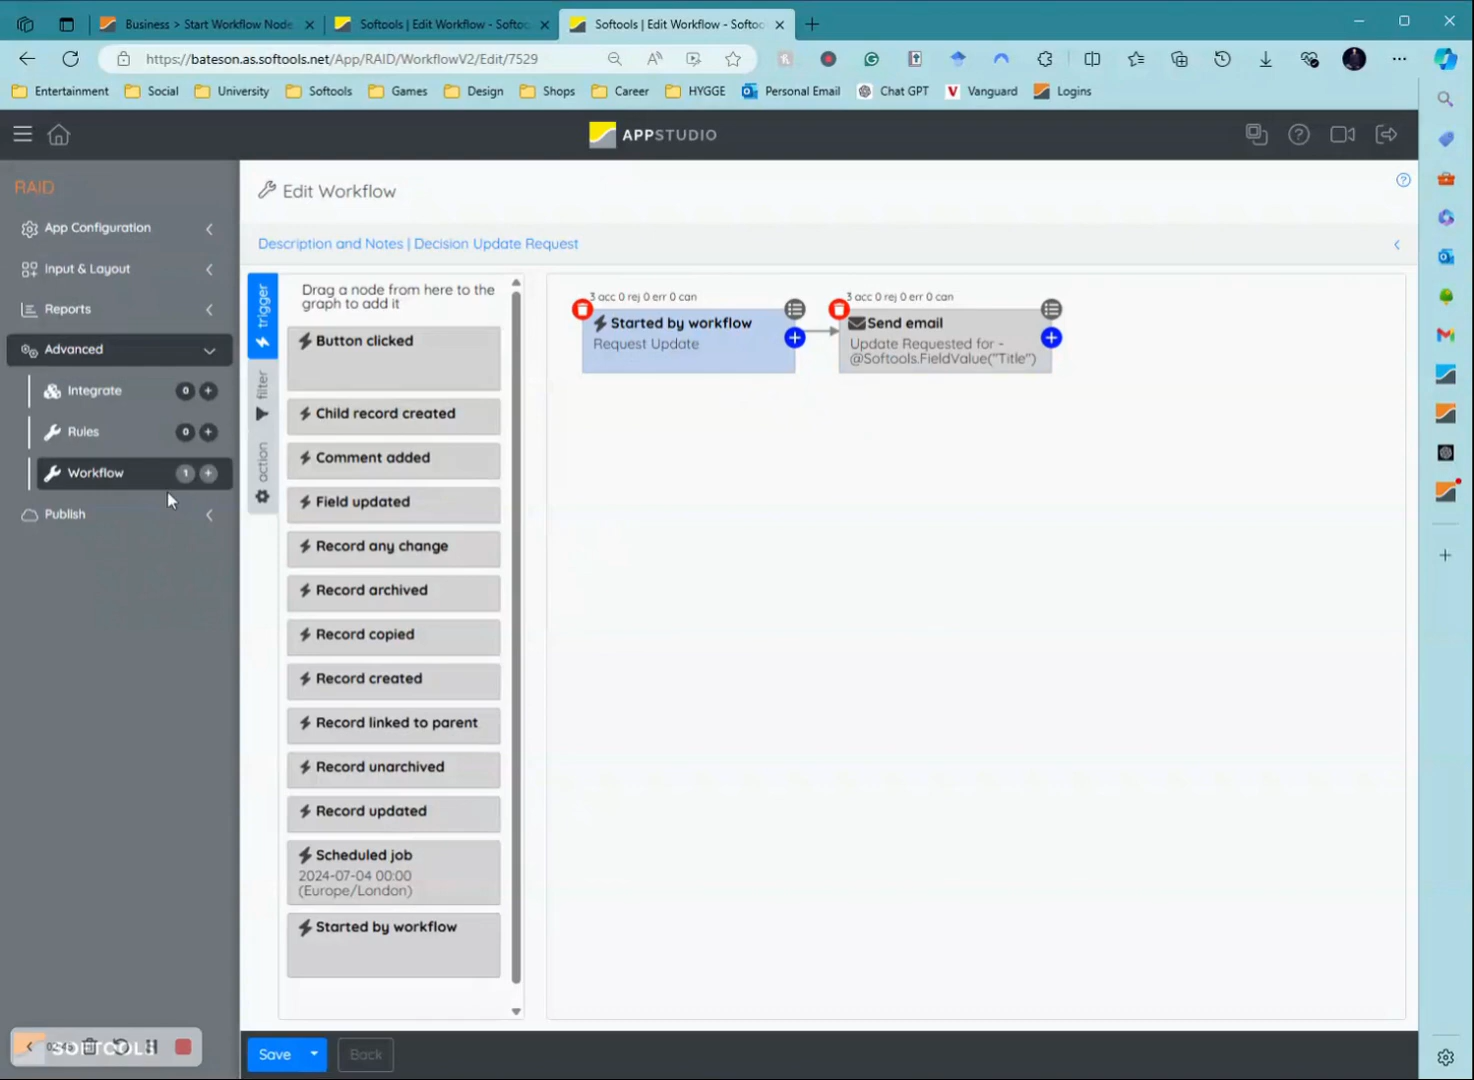 Business > Start Workflow Node
Softools | Edit Workflow - Softoo
Softools | Edit Workflow - Softoo
https://bateson.as.softools.net/App/RAID/WorkflowV2/Edit/7529
Entertainment
Social
University
Softools
Games
Design
Shops
Career
HYGGE
Personal Email
Chat GPT
Vanguard
Logins
APPSTUDIO
RAID
App Configuration
Input & Layout
Reports
Advanced
Integrate 0
Rules 0
Workflow 1
Publish
Edit Workflow
Description and Notes | Decision Update Request
trigger
filter
action
Drag a node from here to the
graph to add it
Button clicked
Child record created
Comment added
Field updated
Record any change
Record archived
Record copied
Record created
Record linked to parent
Record unarchived
Record updated
Scheduled job
2024-07-04 00:00
(Europe/London)
Started by workflow
3 acc 0 rej 0 err 0 can
Started by workflow
Request Update
3 acc 0 rej 0 err 0 can
Send email
Update Requested for -
@Softools.FieldValue("Title")
SOFTOOLS
Save
Back